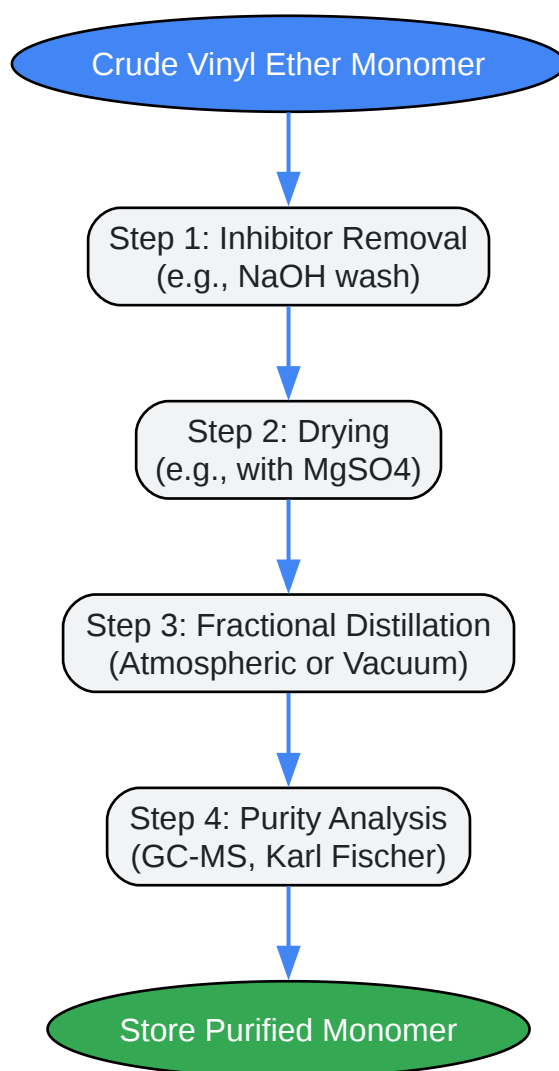 Crude Vinyl Ether Monomer
Step 1: Inhibitor Removal
(e.g., NaOH wash)
Step 2: Drying
(e.g., with MgSO4)
Step 3: Fractional Distillation
(Atmospheric or Vacuum)
Step 4: Purity Analysis
(GC-MS, Karl Fischer)
Store Purified Monomer